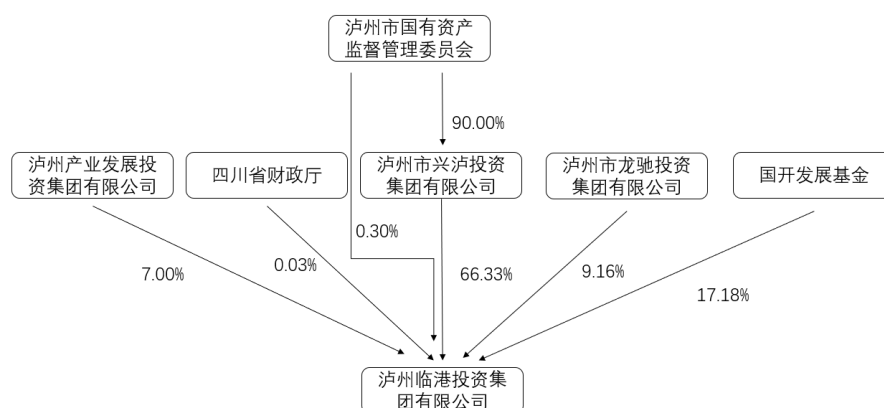 泸州市国有资产
监督管理委员会
90.00%
泸州产业发展投
资集团有限公司
四川省财政厅
泸州市兴泸投资
集团有限公司
泸州市龙驰投资
集团有限公司
国开发展基金
0.30%
7.00%
0.03%
66.33%
9.16%
17.18%
泸州临港投资集
团有限公司